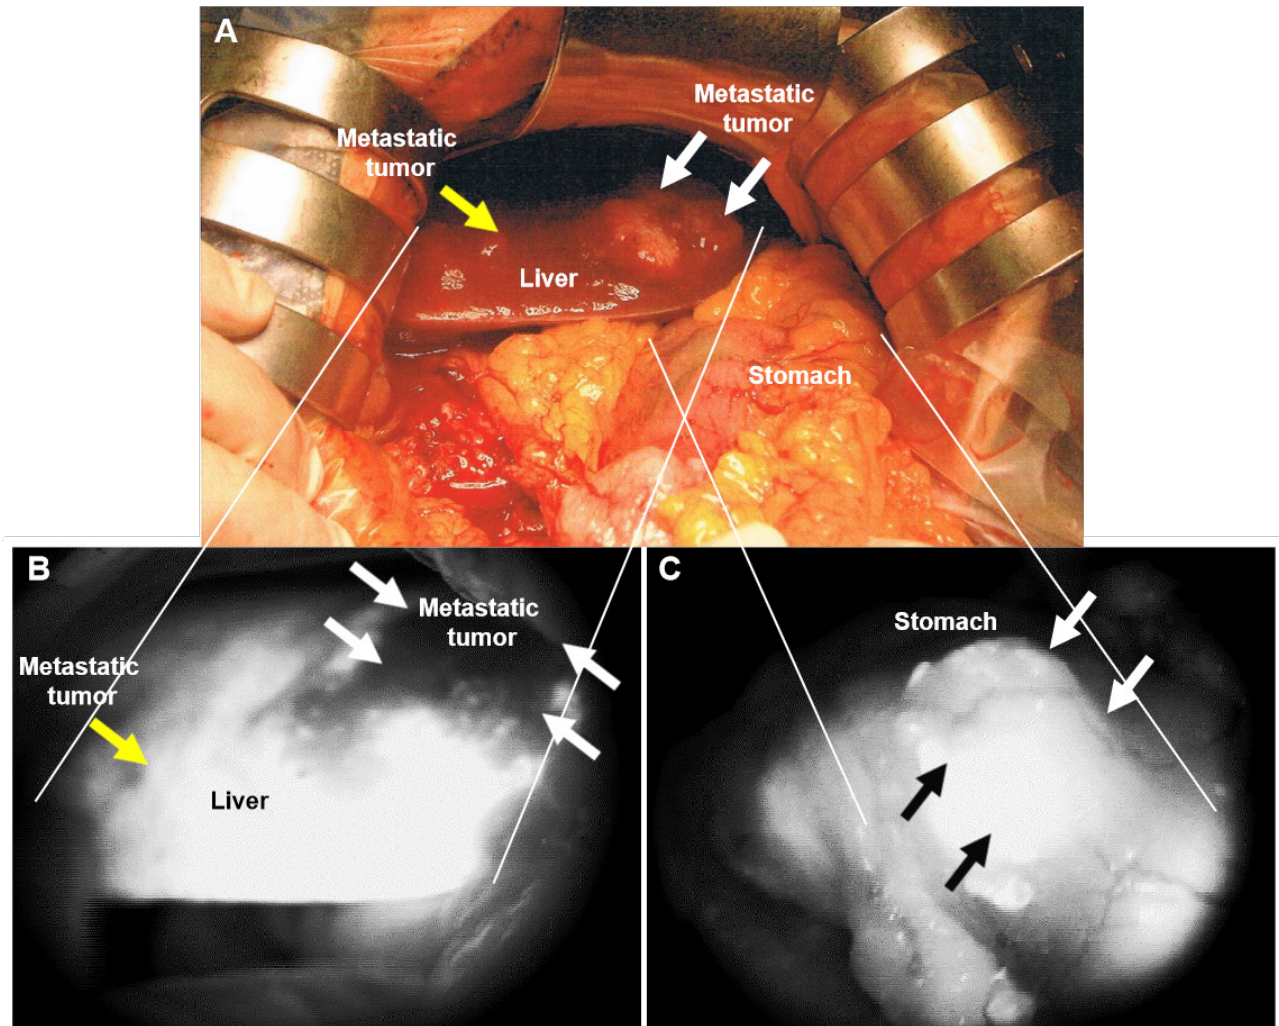 A
Metastatic
tumor
Metastatic
tumor
Liver
Stomach
B
Metastatic
tumor
Metastatic
tumor
Liver
C
Stomach